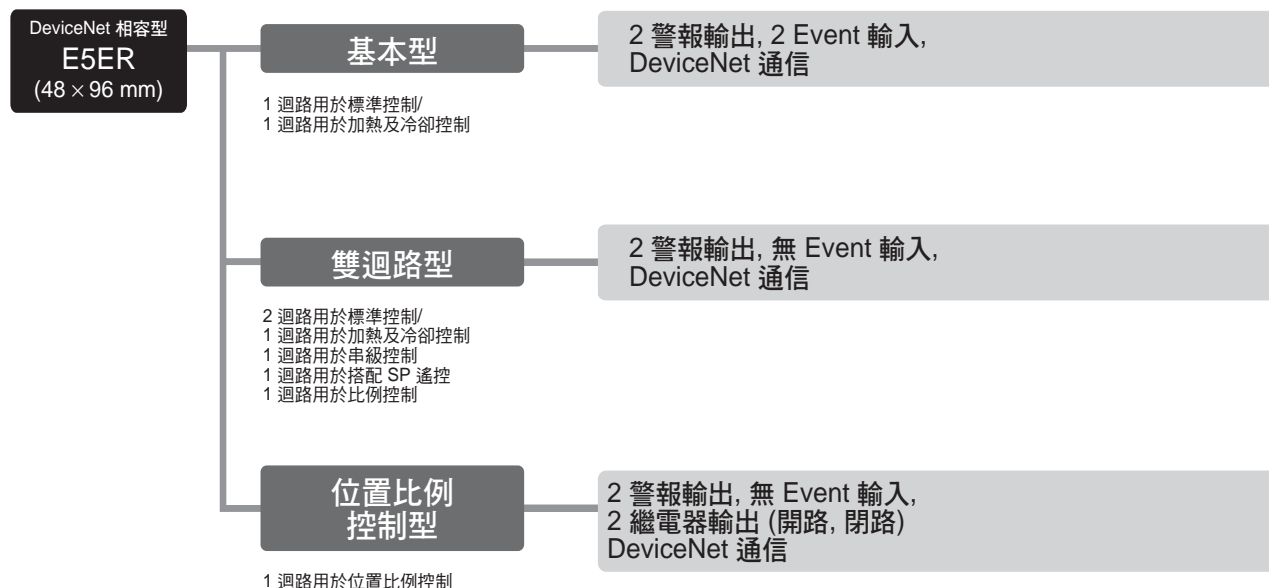 DeviceNet 相容型
E5ER
(48 × 96 mm)
基本型
2 警報輸出, 2 Event 輸入,
DeviceNet 通信
1 迴路用於標準控制/
1 迴路用於加熱及冷卻控制
雙迴路型
2 警報輸出, 無 Event 輸入,
DeviceNet 通信
2 迴路用於標準控制/
1 迴路用於加熱及冷卻控制
1 迴路用於串級控制
1 迴路用於搭配 SP 遙控
1 迴路用於比例控制
位置比例
控制型
2 警報輸出, 無 Event 輸入,
2 繼電器輸出 (開路, 閉路)
DeviceNet 通信
1 迴路用於位置比例控制